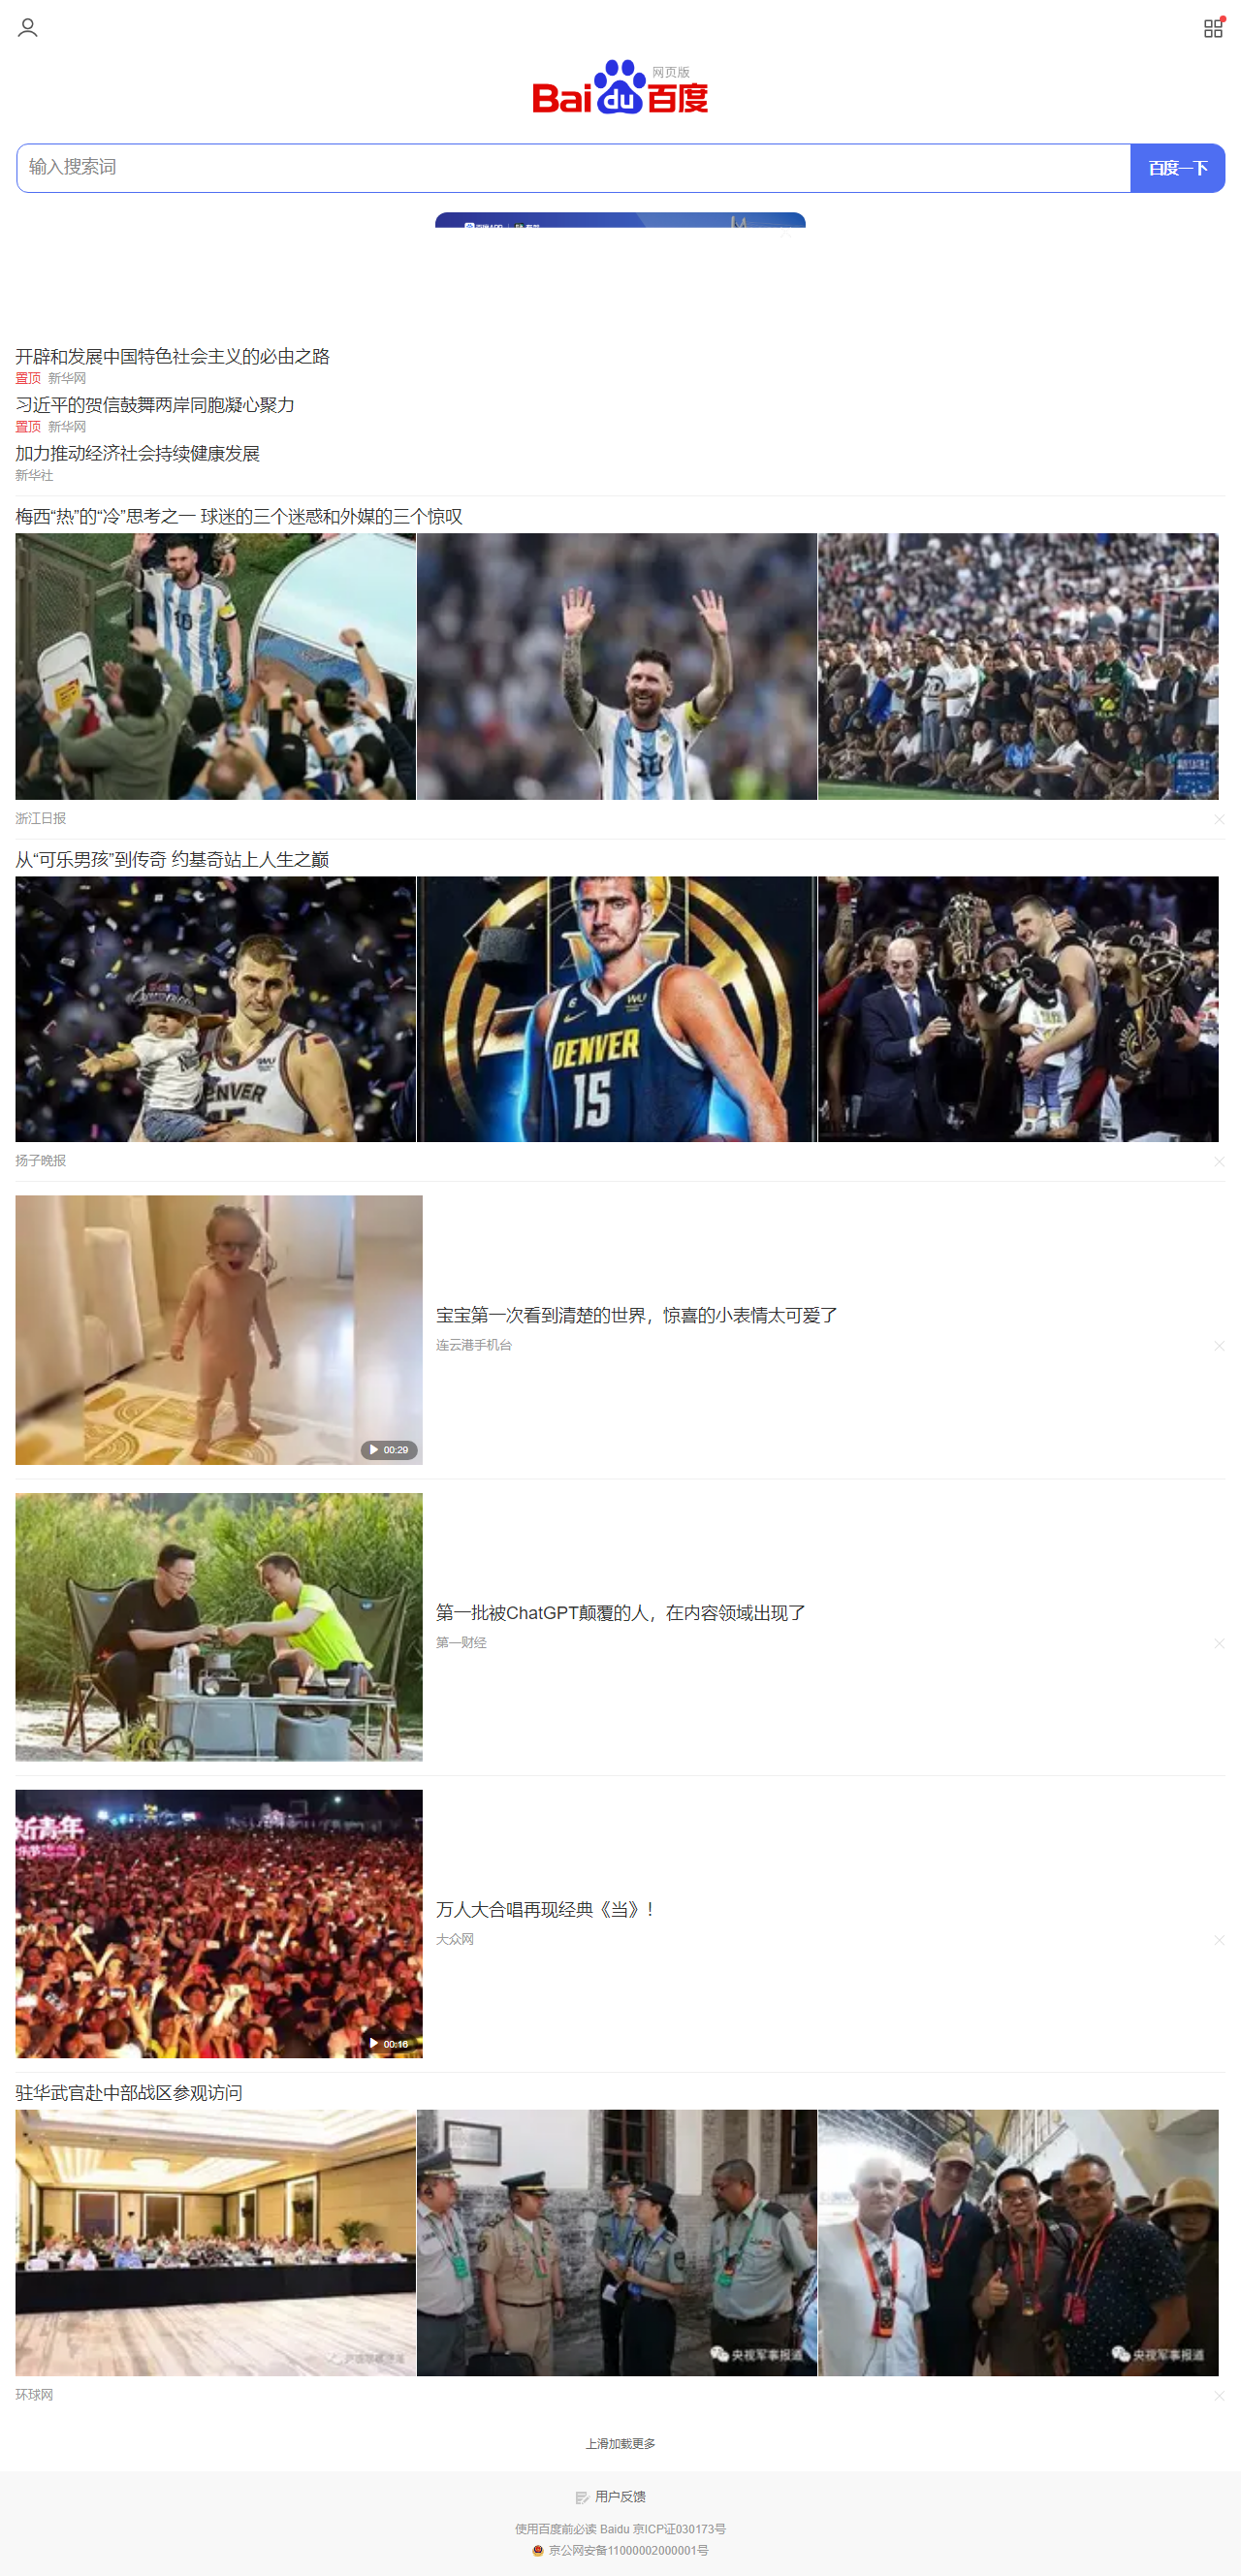 Bai du 百度 网页版
输入搜索词
百度一下
开辟和发展中国特色社会主义的必由之路
置顶 新华网
习近平的贺信鼓舞两岸同胞凝心聚力
置顶 新华网
加力推动经济社会持续健康发展
新华社
梅西“热”的“冷”思考之一 球迷的三个迷惑和外媒的三个惊叹
10
10
浙江日报
从“可乐男孩”到传奇 约基奇站上人生之巅
DENVER
15
扬子晚报
宝宝第一次看到清楚的世界，惊喜的小表情太可爱了
连云港手机台
00:29
第一批被ChatGPT颠覆的人，在内容领域出现了
第一财经
新青年
万人大合唱再现经典《当》！
大众网
00:16
驻华武官赴中部战区参观访问
央视军事报道
央视军事报道
环球网
上滑加载更多
用户反馈
使用百度前必读 Baidu 京ICP证030173号
京公网安备11000002000001号